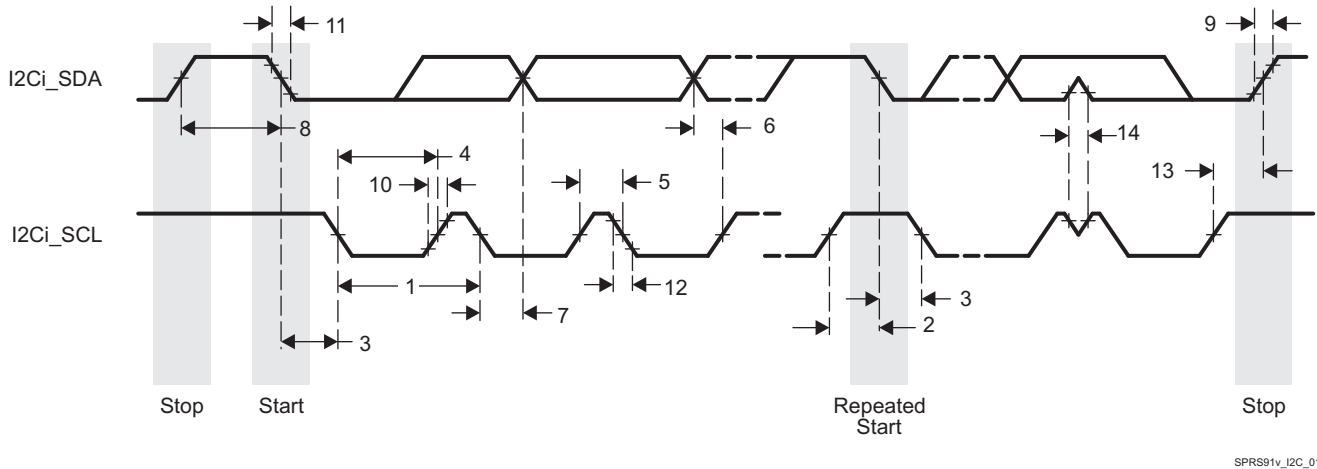 11
9
I2Ci_SDA
8
6
14
4
13
10
5
I2Ci_SCL
1
12
7
3
2
3
Stop
Start
Repeated
Start
Stop
SPRS91v_I2C_01